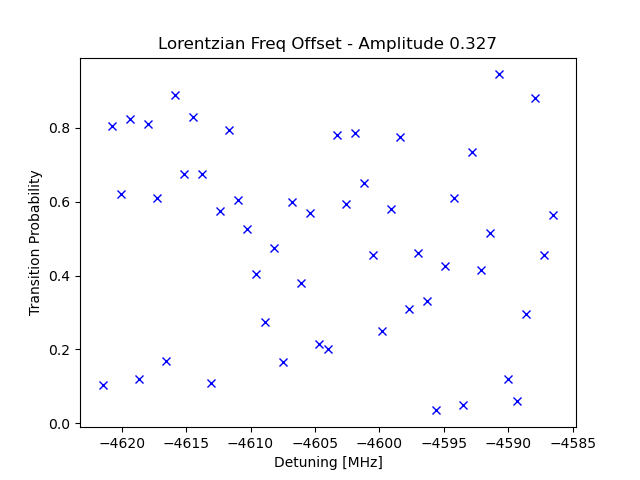 Lorentzian Freq Offset - Amplitude 0.327
Transition Probability
0.8
0.6
0.4
0.2
0.0
−4620 −4615 −4610 −4605 −4600 −4595 −4590 −4585
Detuning [MHz]